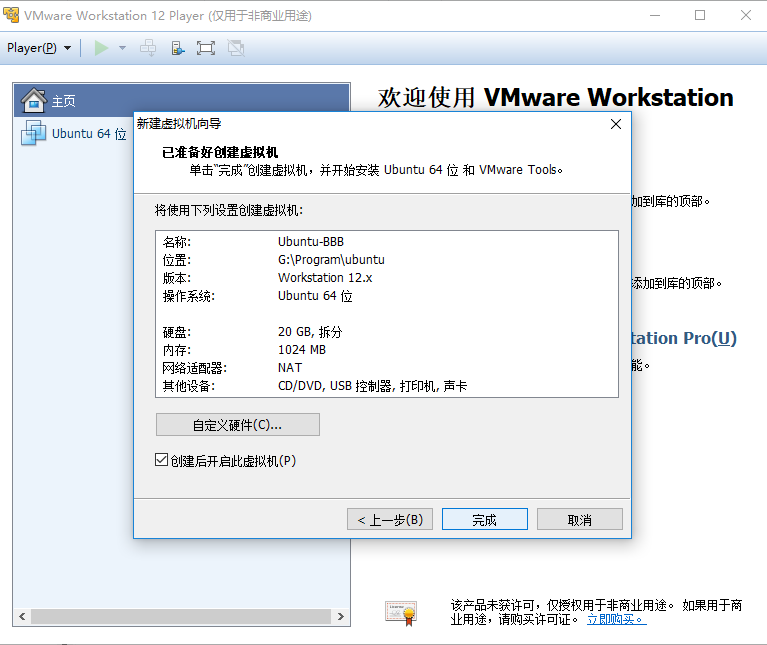 VMware Workstation 12 Player (仅用于非商业用途)
Player(P)
主页
Ubuntu 64 位
欢迎使用 VMware Workstation
新建虚拟机向导
已准备好创建虚拟机
单击“完成”创建虚拟机，并开始安装 Ubuntu 64 位 和 VMware Tools。
将使用下列设置创建虚拟机:
名称: Ubuntu-BBB
位置: G:\Program\ubuntu
版本: Workstation 12.x
操作系统: Ubuntu 64 位
硬盘: 20 GB, 拆分
内存: 1024 MB
网络适配器: NAT
其他设备: CD/DVD, USB 控制器, 打印机, 声卡
自定义硬件(C)...
创建后开启此虚拟机(P)
< 上一步(B)
完成
取消
加到库的顶部。
添加到库的顶部。
tation Pro(U)
能。
该产品未获许可，仅授权用于非商业用途。 如果用于商
业用途，请购买许可证。 立即购买。